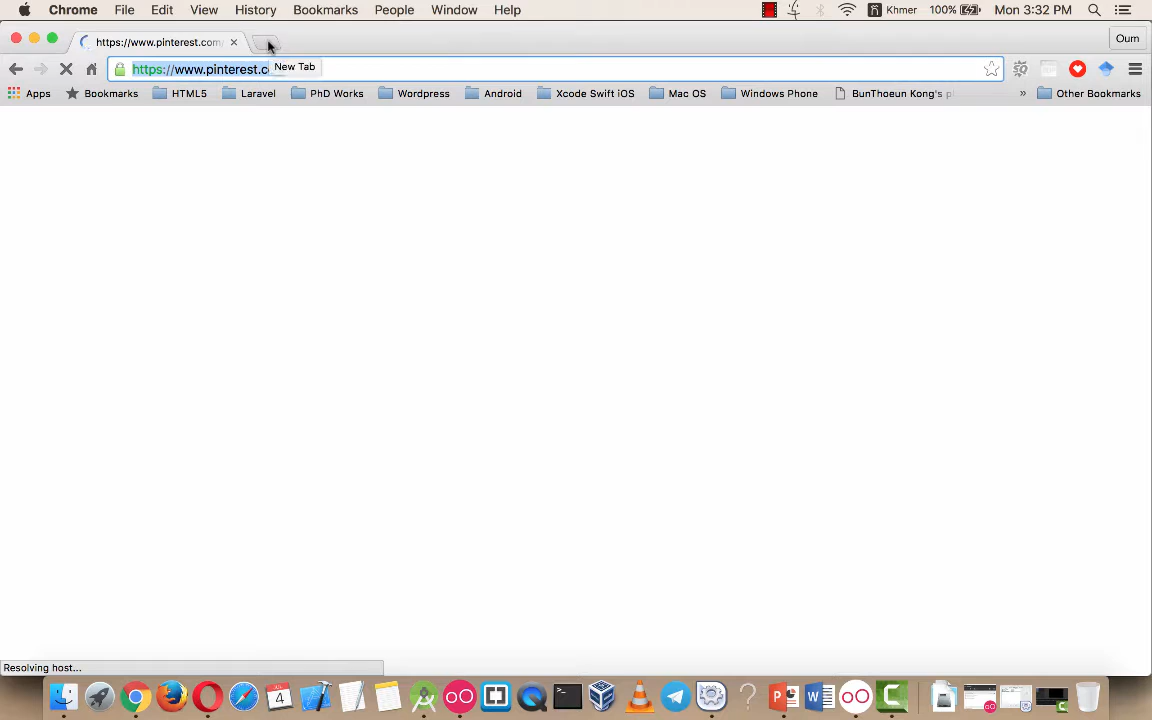 Chrome File Edit View History Bookmarks People Window Help Khmer 100% Mon 3:32 PM
https://www.pinterest.com/ Oum
https://www.pinterest.c
New Tab
Apps Bookmarks HTML5 Laravel PhD Works Wordpress Android Xcode Swift iOS Mac OS Windows Phone BunThoeun Kong's p » Other Bookmarks
Resolving host...
JUL
4